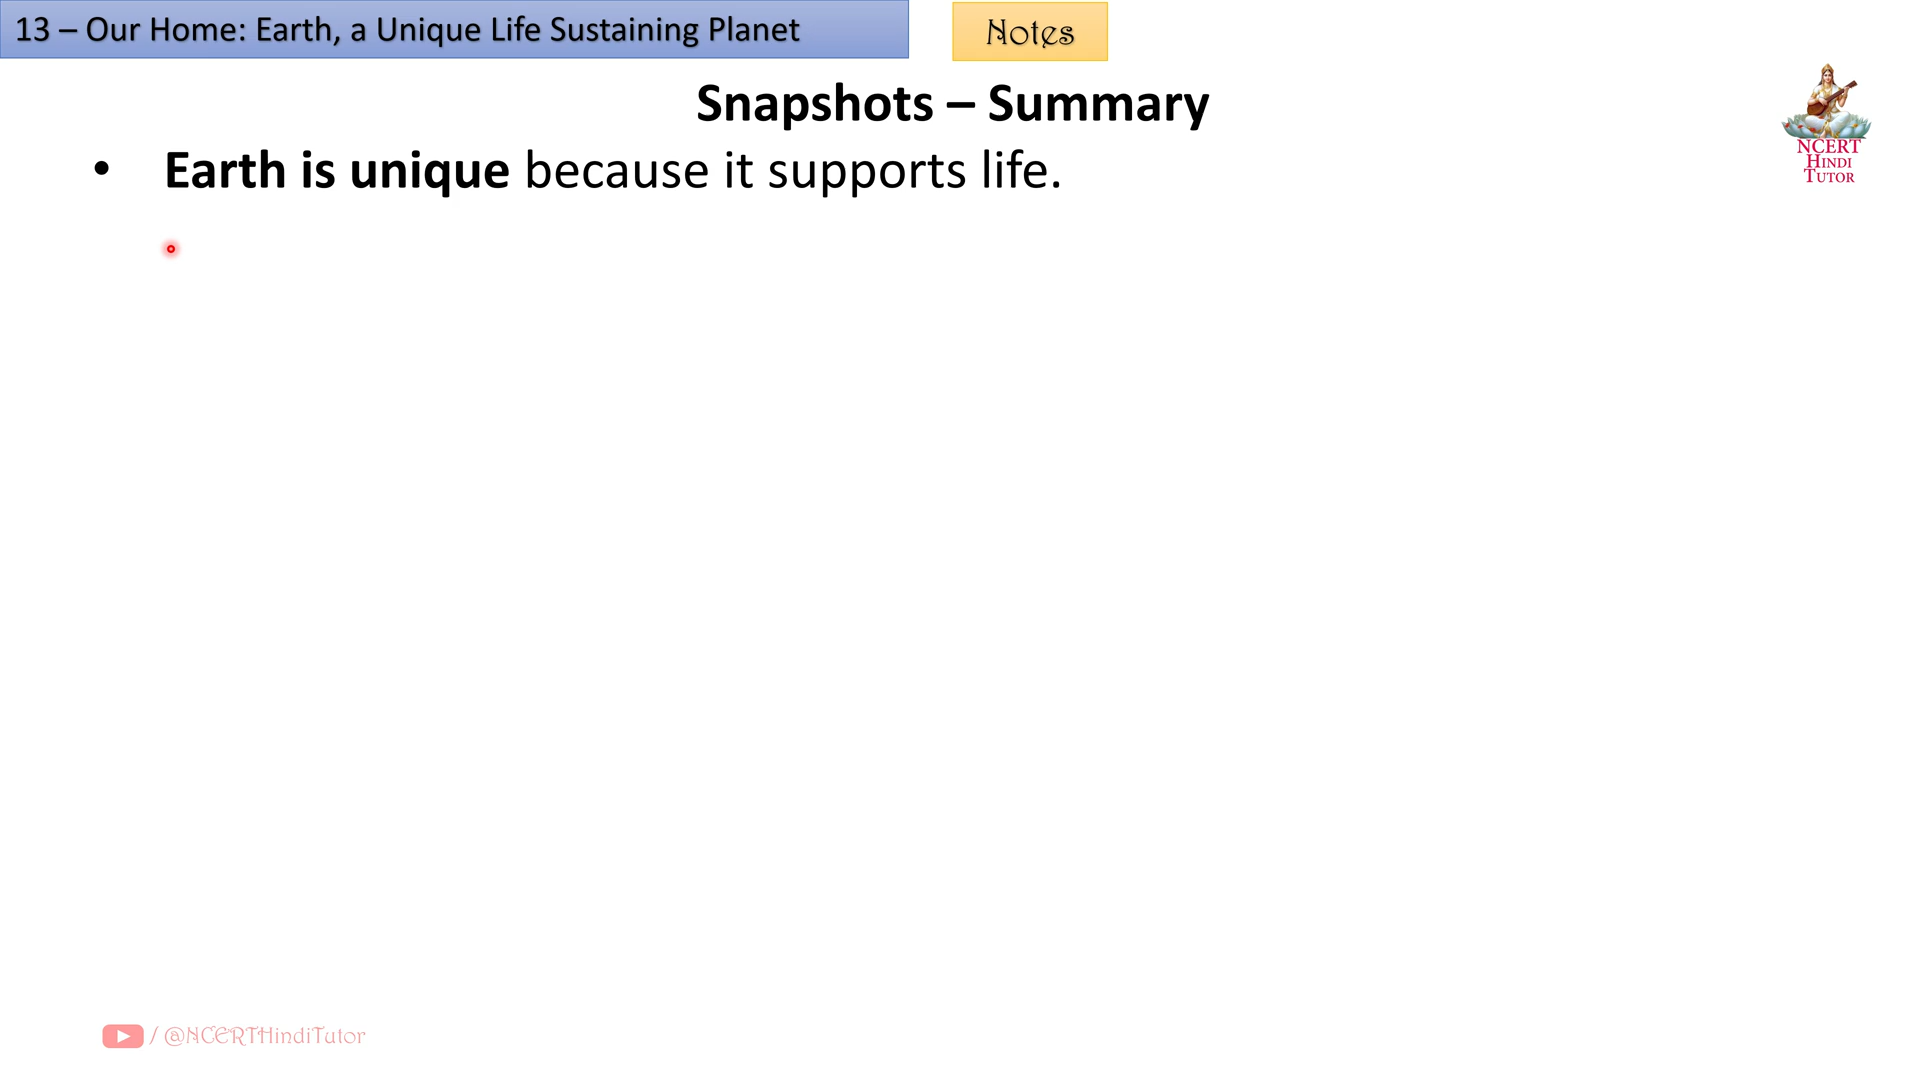 13 – Our Home: Earth, a Unique Life Sustaining Planet
Notes
Snapshots – Summary
NCERT
HINDI
TUTOR
• Earth is unique because it supports life.
/ @NCERTHindiTutor